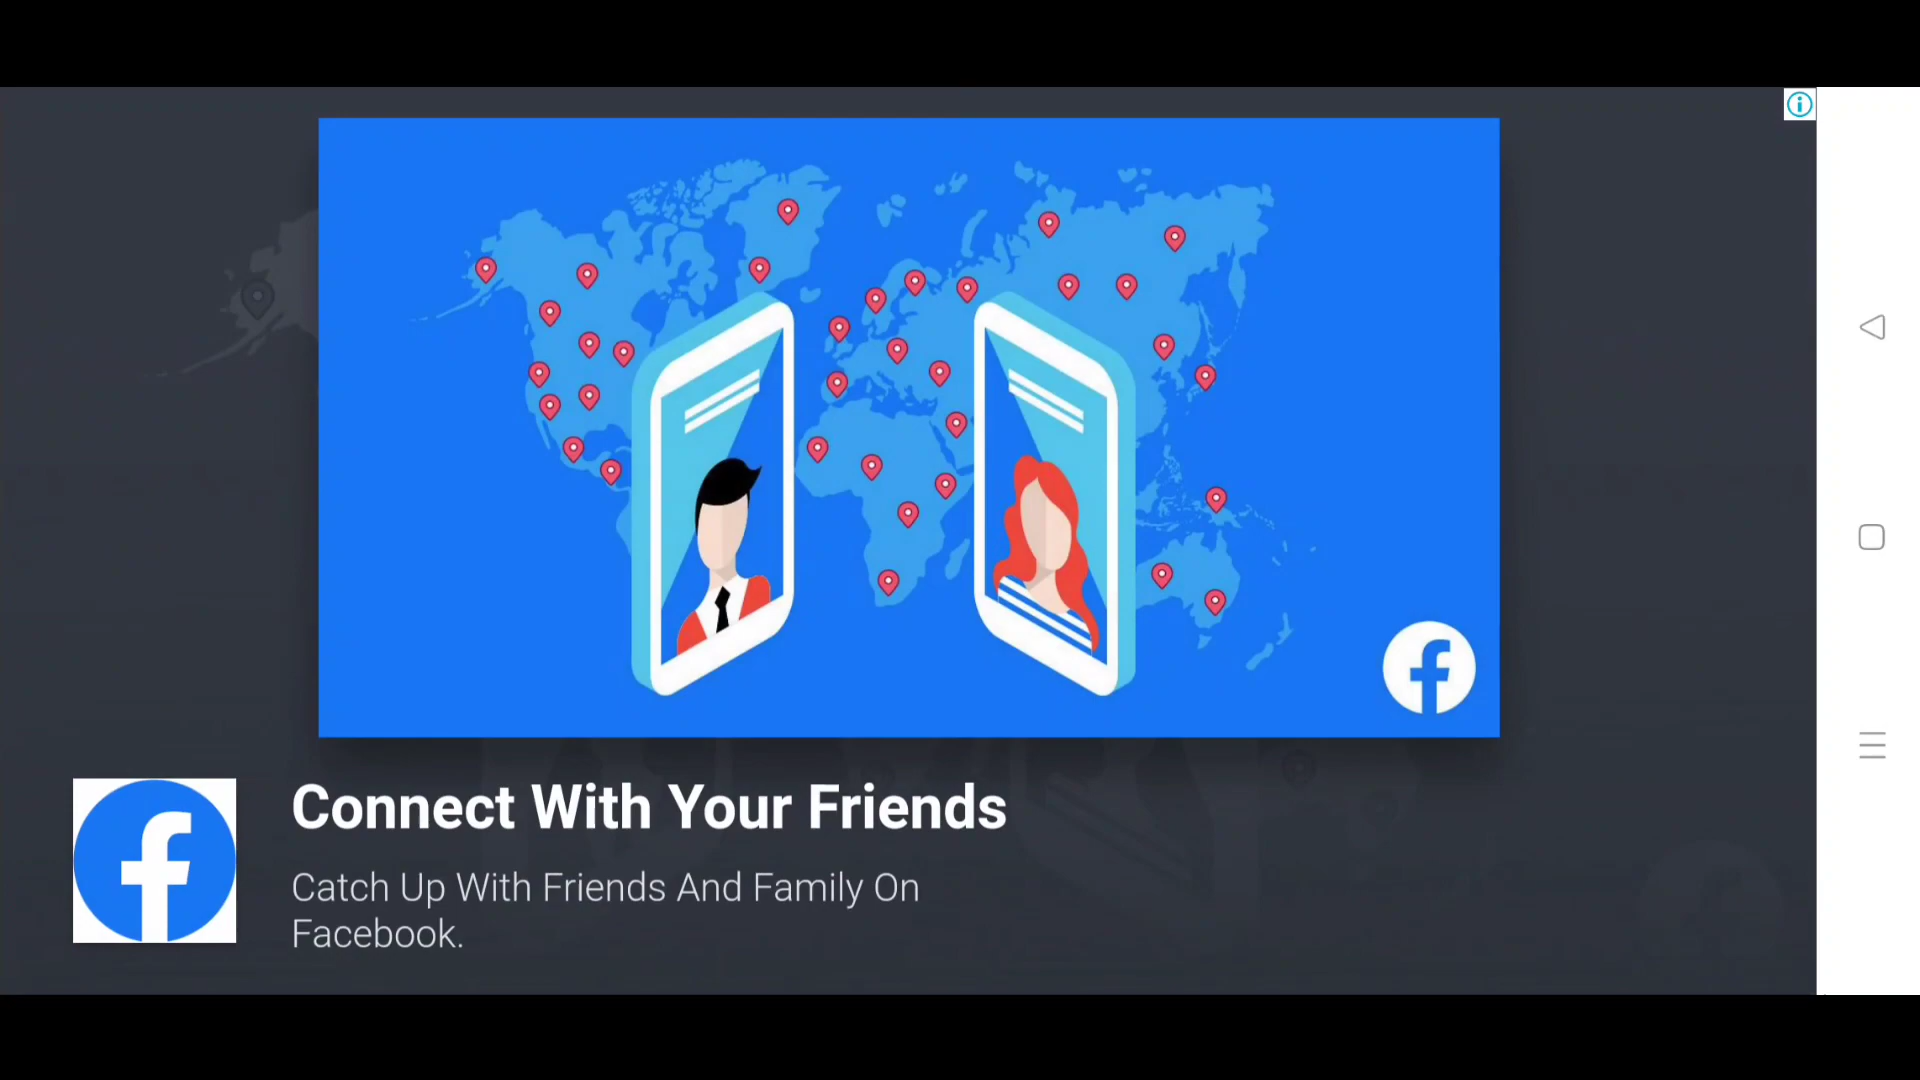 Connect With Your Friends
Catch Up With Friends And Family On
Facebook.